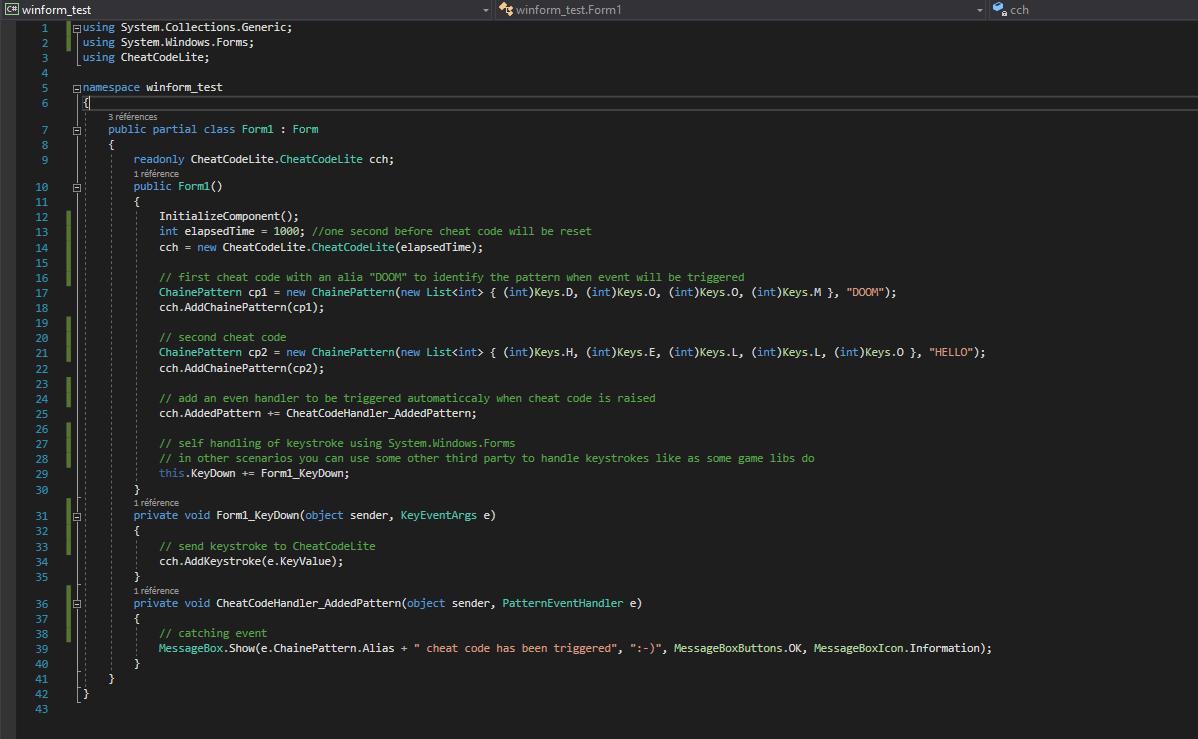 C# winform_test winform_test.Form1 cch
1 using System.Collections.Generic;
2 using System.Windows.Forms;
3 using CheatCodeLite;
4
5 namespace winform_test
6 {
3 références
7 public partial class Form1 : Form
8 {
9 readonly CheatCodeLite.CheatCodeLite cch;
1 référence
10 public Form1()
11 {
12 InitializeComponent();
13 int elapsedTime = 1000; //one second before cheat code will be reset
14 cch = new CheatCodeLite.CheatCodeLite(elapsedTime);
15
16 // first cheat code with an alia "DOOM" to identify the pattern when event will be triggered
17 ChainePattern cp1 = new ChainePattern(new List<int> { (int)Keys.D, (int)Keys.O, (int)Keys.O, (int)Keys.M }, "DOOM");
18 cch.AddChainePattern(cp1);
19
20 // second cheat code
21 ChainePattern cp2 = new ChainePattern(new List<int> { (int)Keys.H, (int)Keys.E, (int)Keys.L, (int)Keys.L, (int)Keys.O }, "HELLO");
22 cch.AddChainePattern(cp2);
23
24 // add an even handler to be triggered automaticcaly when cheat code is raised
25 cch.AddedPattern += CheatCodeHandler_AddedPattern;
26
27 // self handling of keystroke using System.Windows.Forms
28 // in other scenarios you can use some other third party to handle keystrokes like as some game libs do
29 this.KeyDown += Form1_KeyDown;
30 }
1 référence
31 private void Form1_KeyDown(object sender, KeyEventArgs e)
32 {
33 // send keystroke to CheatCodeLite
34 cch.AddKeystroke(e.KeyValue);
35 }
1 référence
36 private void CheatCodeHandler_AddedPattern(object sender, PatternEventHandler e)
37 {
38 // catching event
39 MessageBox.Show(e.ChainePattern.Alias + " cheat code has been triggered", ":-)", MessageBoxButtons.OK, MessageBoxIcon.Information);
40 }
41 }
42 }
43